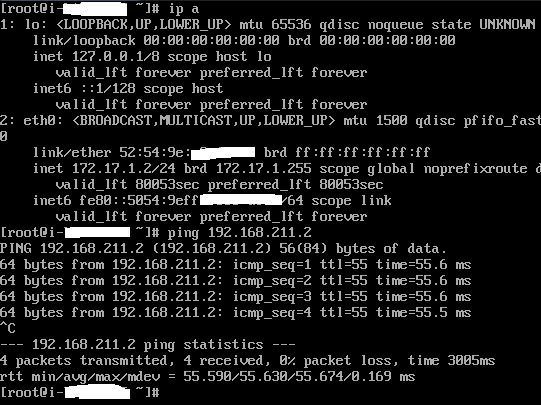 [root@i-          ~]# ip a
1: lo: <LOOPBACK,UP,LOWER_UP> mtu 65536 qdisc noqueue state UNKNOWN
    link/loopback 00:00:00:00:00:00 brd 00:00:00:00:00:00
    inet 127.0.0.1/8 scope host lo
       valid_lft forever preferred_lft forever
    inet6 ::1/128 scope host
       valid_lft forever preferred_lft forever
2: eth0: <BROADCAST,MULTICAST,UP,LOWER_UP> mtu 1500 qdisc pfifo_fast
0
    link/ether 52:54:9e:          brd ff:ff:ff:ff:ff:ff
    inet 172.17.1.2/24 brd 172.17.1.255 scope global noprefixroute d
       valid_lft 80053sec preferred_lft 80053sec
    inet6 fe80::5054:9eff          /64 scope link
       valid_lft forever preferred_lft forever
[root@i-          ~]# ping 192.168.211.2
PING 192.168.211.2 (192.168.211.2) 56(84) bytes of data.
64 bytes from 192.168.211.2: icmp_seq=1 ttl=55 time=55.6 ms
64 bytes from 192.168.211.2: icmp_seq=2 ttl=55 time=55.6 ms
64 bytes from 192.168.211.2: icmp_seq=3 ttl=55 time=55.6 ms
64 bytes from 192.168.211.2: icmp_seq=4 ttl=55 time=55.5 ms
^C
--- 192.168.211.2 ping statistics ---
4 packets transmitted, 4 received, 0% packet loss, time 3005ms
rtt min/avg/max/mdev = 55.590/55.630/55.674/0.169 ms
[root@i-          ~]#